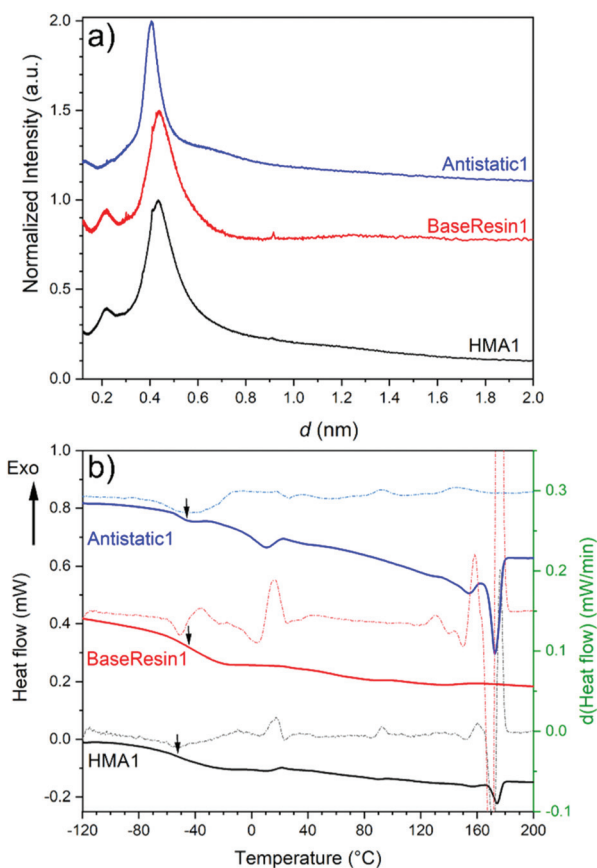 a)
2.0
1.5
1.0
0.5
0.0
Normalized Intensity (a.u.)
Antistatic1
BaseResin1
HMA1
0.2 0.4 0.6 0.8 1.0 1.2 1.4 1.6 1.8 2.0
d (nm)
Exo
b)
1.0
0.8
0.6
0.4
0.2
0.0
-0.2
Heat flow (mW)
Antistatic1
BaseResin1
HMA1
0.3
0.2
0.1
0.0
-0.1
d(Heat flow) (mW/min)
-120 -80 -40 0 40 80 120 160 200
Temperature (°C)